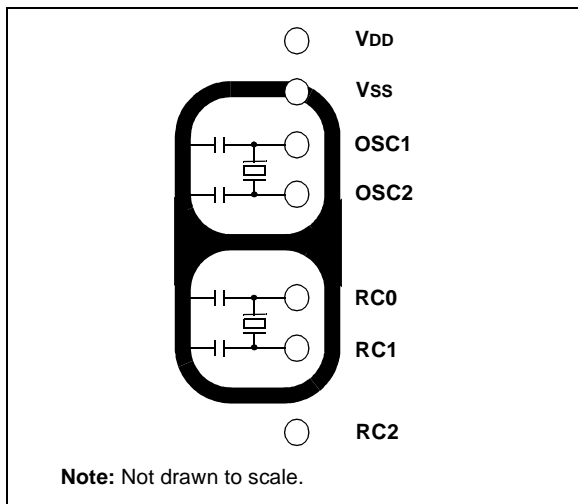 VDD
VSS
OSC1
OSC2
RC0
RC1
RC2
Note: Not drawn to scale.